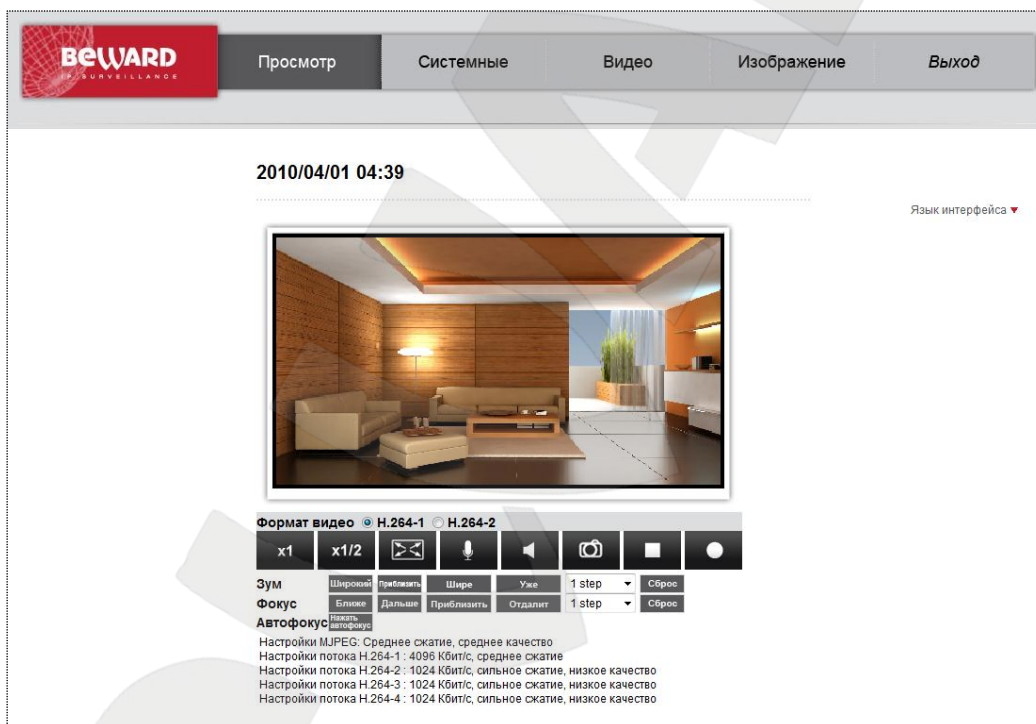 BEWARD
IP SURVEILLANCE
Просмотр Системные Видео Изображение Выход
2010/04/01 04:39
Язык интерфейса
Формат видео H.264-1 H.264-2
x1 x1/2
Зум Широкий Приблизить Шире Уже 1 step Сброс
Фокус Ближе Дальше Приблизить Отдалит 1 step Сброс
Автофокус Нажать автофокус
Настройки MJPEG: Среднее сжатие, среднее качество
Настройки потока H.264-1 : 4096 Кбит/с, среднее сжатие
Настройки потока H.264-2 : 1024 Кбит/с, сильное сжатие, низкое качество
Настройки потока H.264-3 : 1024 Кбит/с, сильное сжатие, низкое качество
Настройки потока H.264-4 : 1024 Кбит/с, сильное сжатие, низкое качество